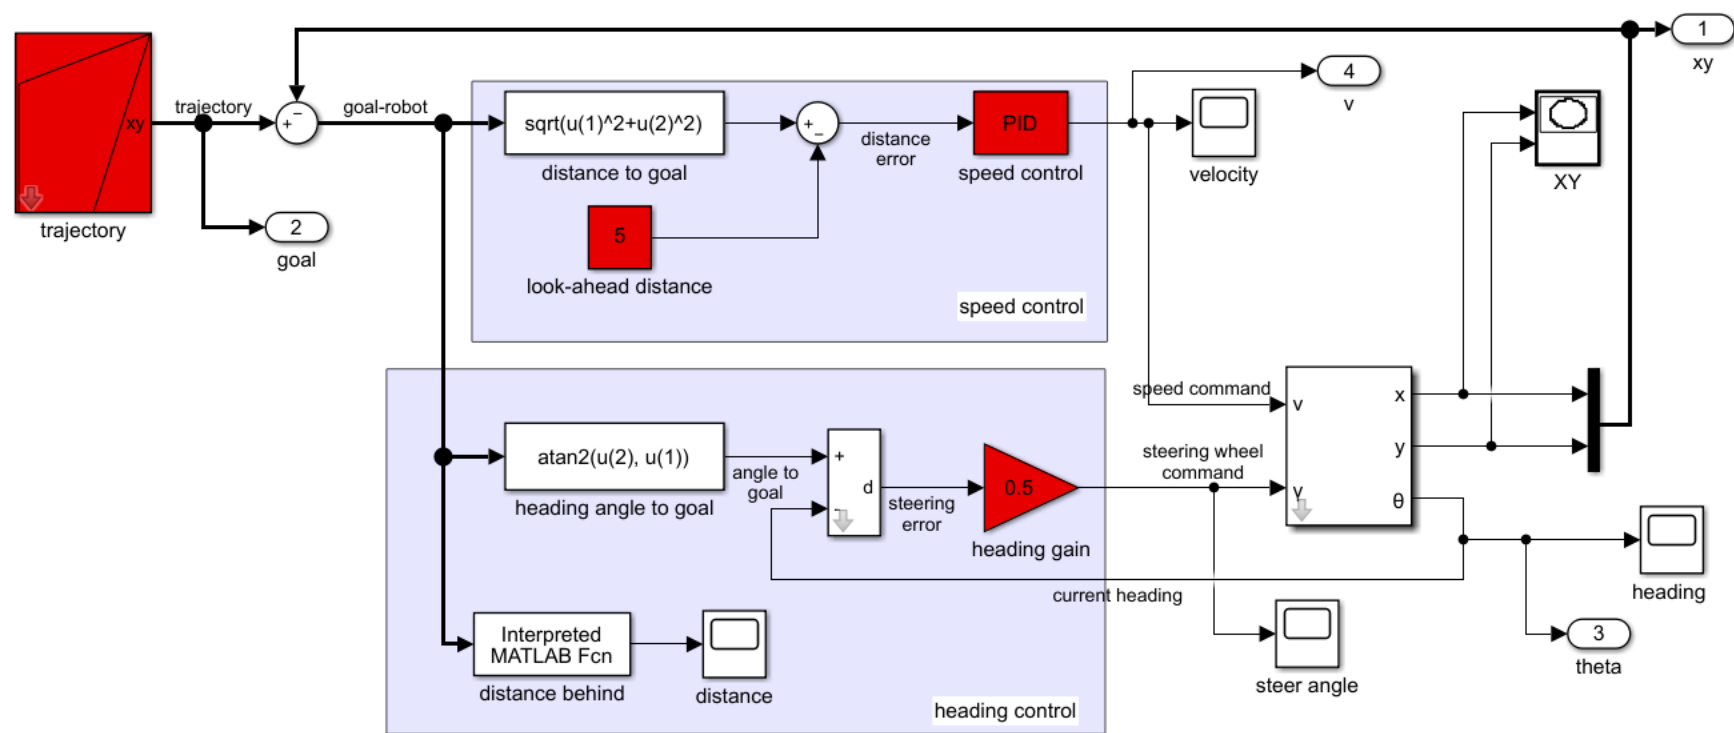 1
xy
trajectory
xy
trajectory
2
goal
goal-robot
+
−
sqrt(u(1)^2+u(2)^2)
distance to goal
+
−
distance
error
PID
speed control
5
look-ahead distance
speed control
4
v
velocity
XY
atan2(u(2), u(1))
heading angle to goal
angle to
goal
+
-
d
steering
error
0.5
heading gain
speed command
steering wheel
command
v
x
y
θ
current heading
Interpreted
MATLAB Fcn
distance behind
distance
heading control
steer angle
heading
3
theta